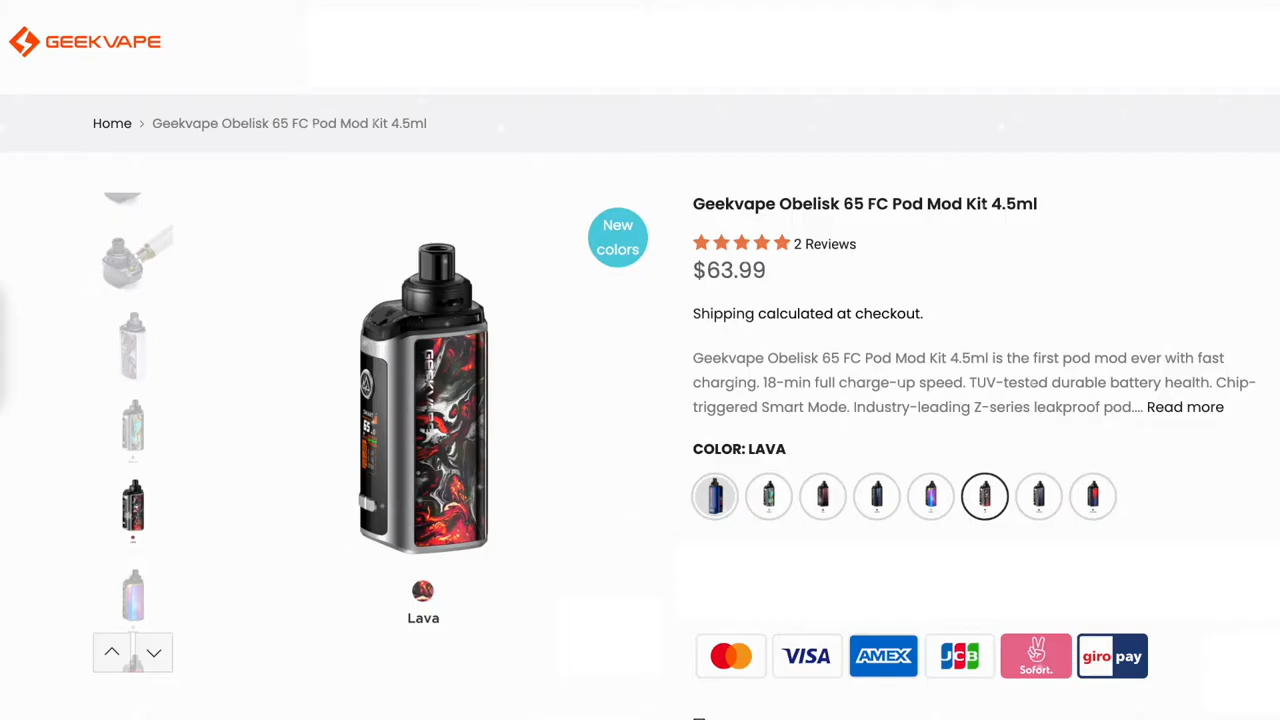 GEEKVAPE
Home > Geekvape Obelisk 65 FC Pod Mod Kit 4.5ml
New
colors
GEEKVAPE
65
Lava
Geekvape Obelisk 65 FC Pod Mod Kit 4.5ml
2 Reviews
$63.99
Shipping calculated at checkout.
Geekvape Obelisk 65 FC Pod Mod Kit 4.5ml is the first pod mod ever with fast
charging. 18-min full charge-up speed. TUV-tested durable battery health. Chip-
triggered Smart Mode. Industry-leading Z-series leakproof pod.... Read more
COLOR: LAVA
VISA
AMEX
JCB
Sofort.
giro pay